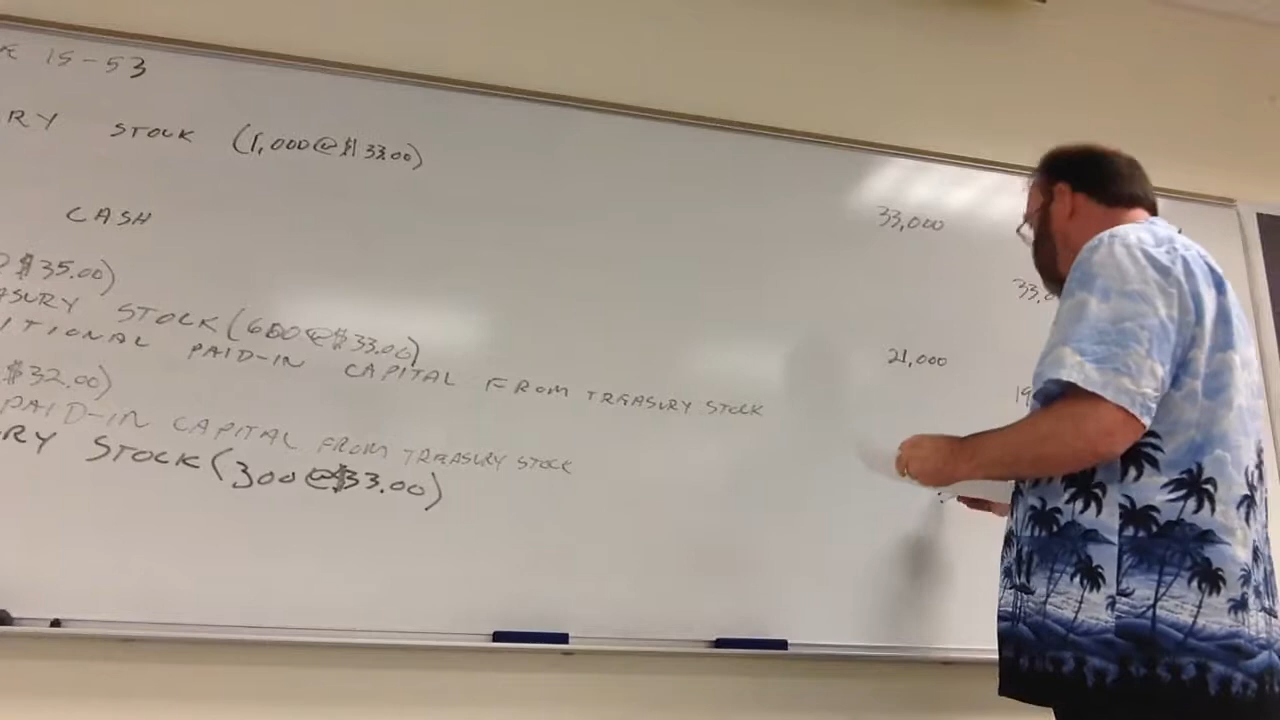 15-53
RY STOCK (1,000@$33.00)
33,000
CASH
33,0
$35.00)
21,000
ASURY STOCK (600@$33.00)
19
ITIONAL PAID-IN CAPITAL FROM TREASURY STOCK
$32.00)
PAID-IN CAPITAL FROM TREASURY STOCK
RY STOCK (300@$33.00)